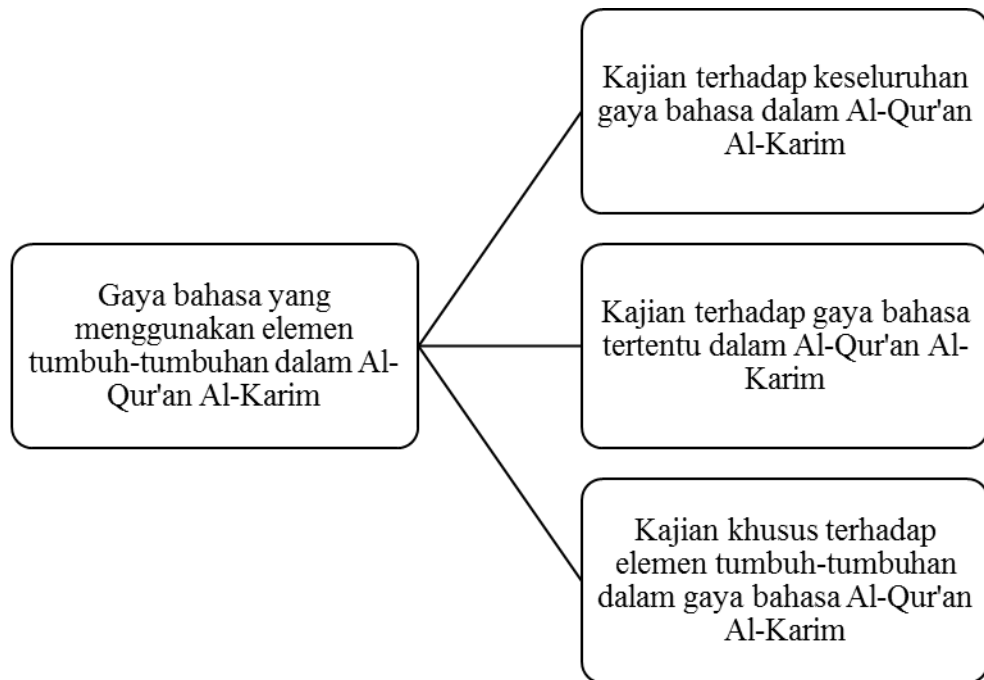 Kajian terhadap keseluruhan
gaya bahasa dalam Al-Qur'an
Al-Karim
Gaya bahasa yang
menggunakan elemen
tumbuh-tumbuhan dalam Al-
Qur'an Al-Karim
Kajian terhadap gaya bahasa
tertentu dalam Al-Qur'an Al-
Karim
Kajian khusus terhadap
elemen tumbuh-tumbuhan
dalam gaya bahasa Al-Qur'an
Al-Karim